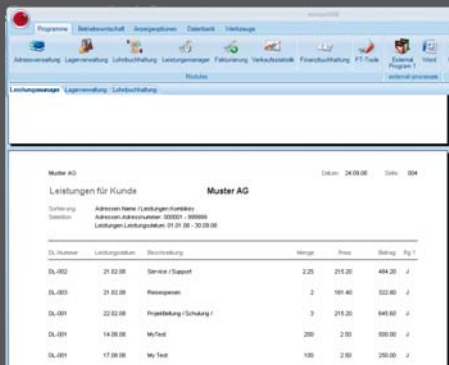 Programme Betriebswirtschaft Anzeigeoptionen Datenbank Werkzeuge
Adressverwaltung Lagerverwaltung Lohnbuchhaltung Leistungsmanager Fakturierung Verkaufsstatistik Finanzbuchhaltung FT-Tools External Program 1 Word
Modules external processes
Leistungsmanager Lagerverwaltung Lohnbuchhaltung
Muster AG Datum 24.09.08 Seite 004
Leistungen für Kunde Muster AG
Sortierung Adressen.Name / Leistungen.Kombikey
Selektion Adressen.Adressnummer: 000001 - 999999
Leistungen.Leistungsdatum: 01.01.08 - 30.09.08
DL-Nummer Leistungsdatum Beschreibung Menge Preis Betrag Rg ?
DL-002 21.02.08 Service / Support 2.25 215.20 484.20 J
DL-003 21.02.08 Reisespesen 2 161.40 322.80 J
DL-001 22.02.08 Projektleitung / Schulung / 3 215.20 645.60 J
DL-001 14.08.08 MyTest 200 2.50 500.00 J
DL-001 17.08.08 My Test 100 2.50 250.00 J